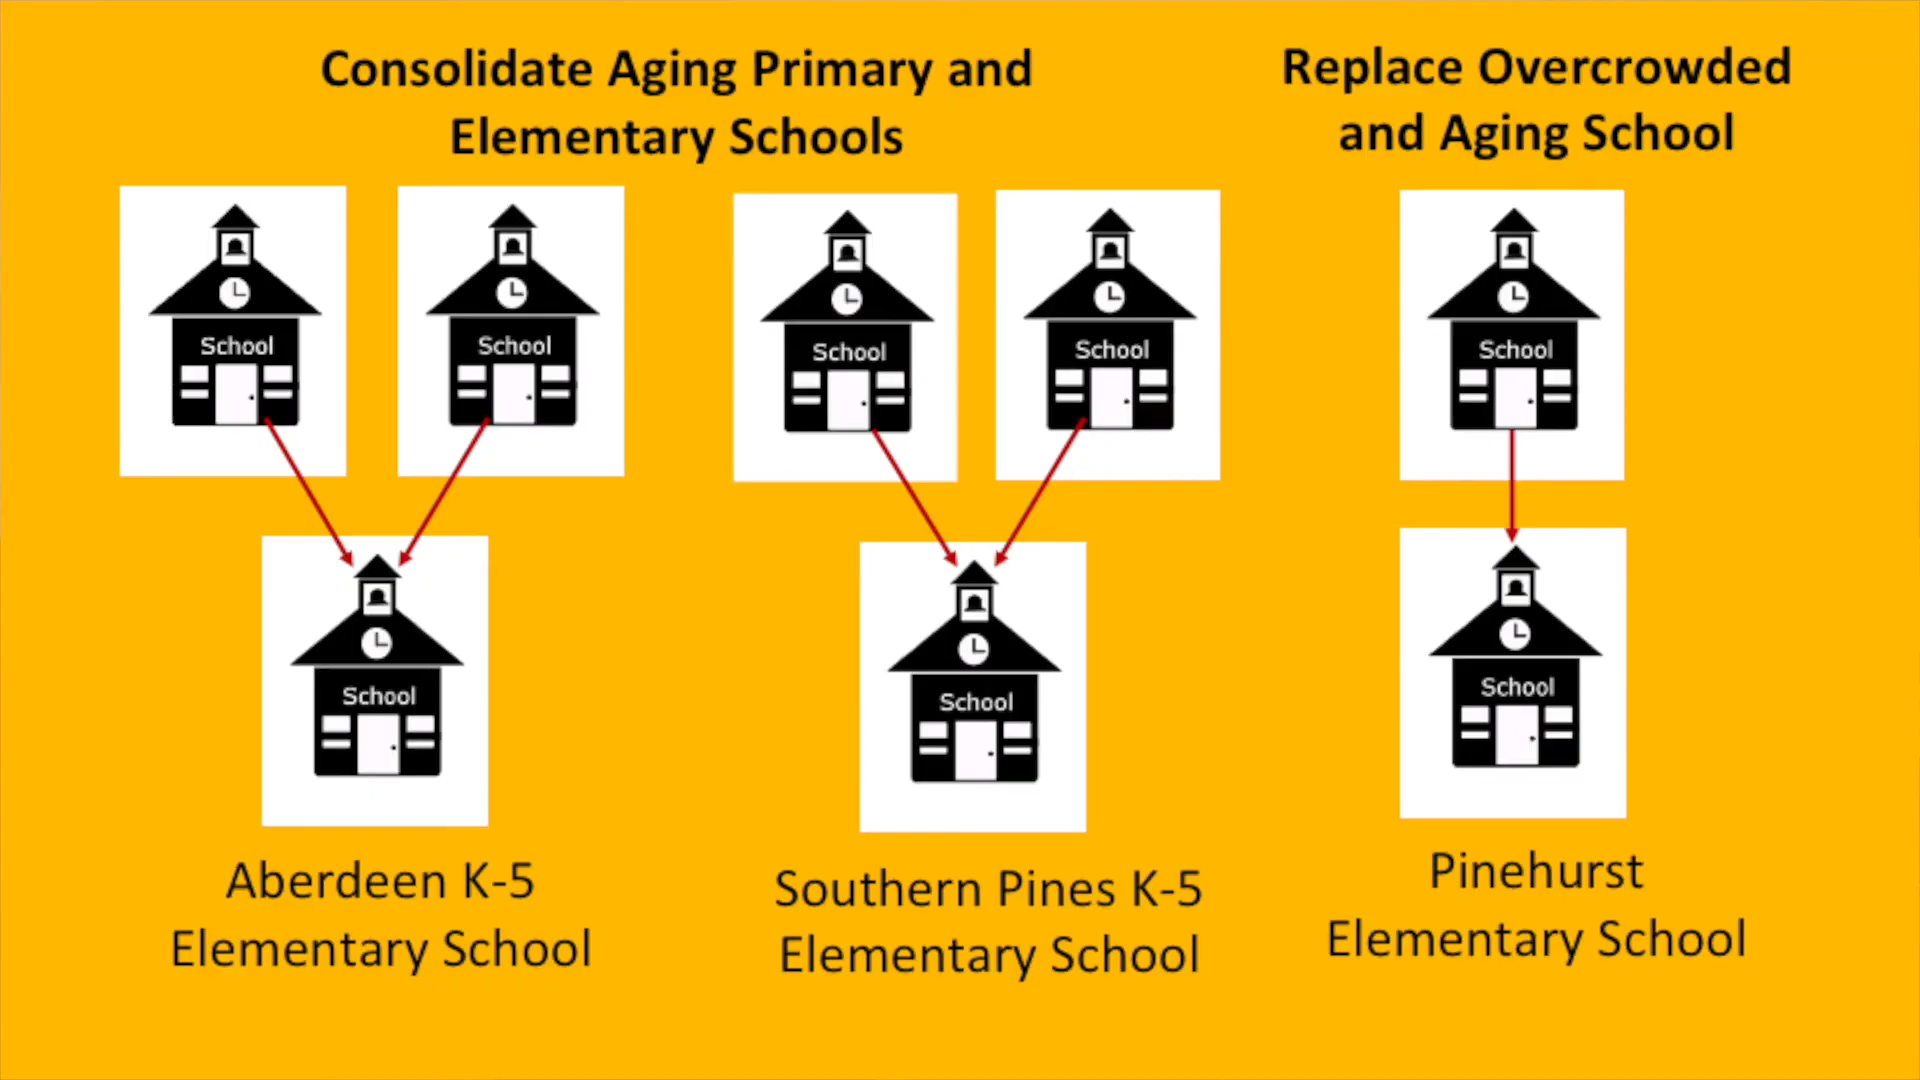 Consolidate Aging Primary and
Elementary Schools
Replace Overcrowded
and Aging School
School
School
School
School
School
School
School
School
Aberdeen K-5
Elementary School
Southern Pines K-5
Elementary School
Pinehurst
Elementary School